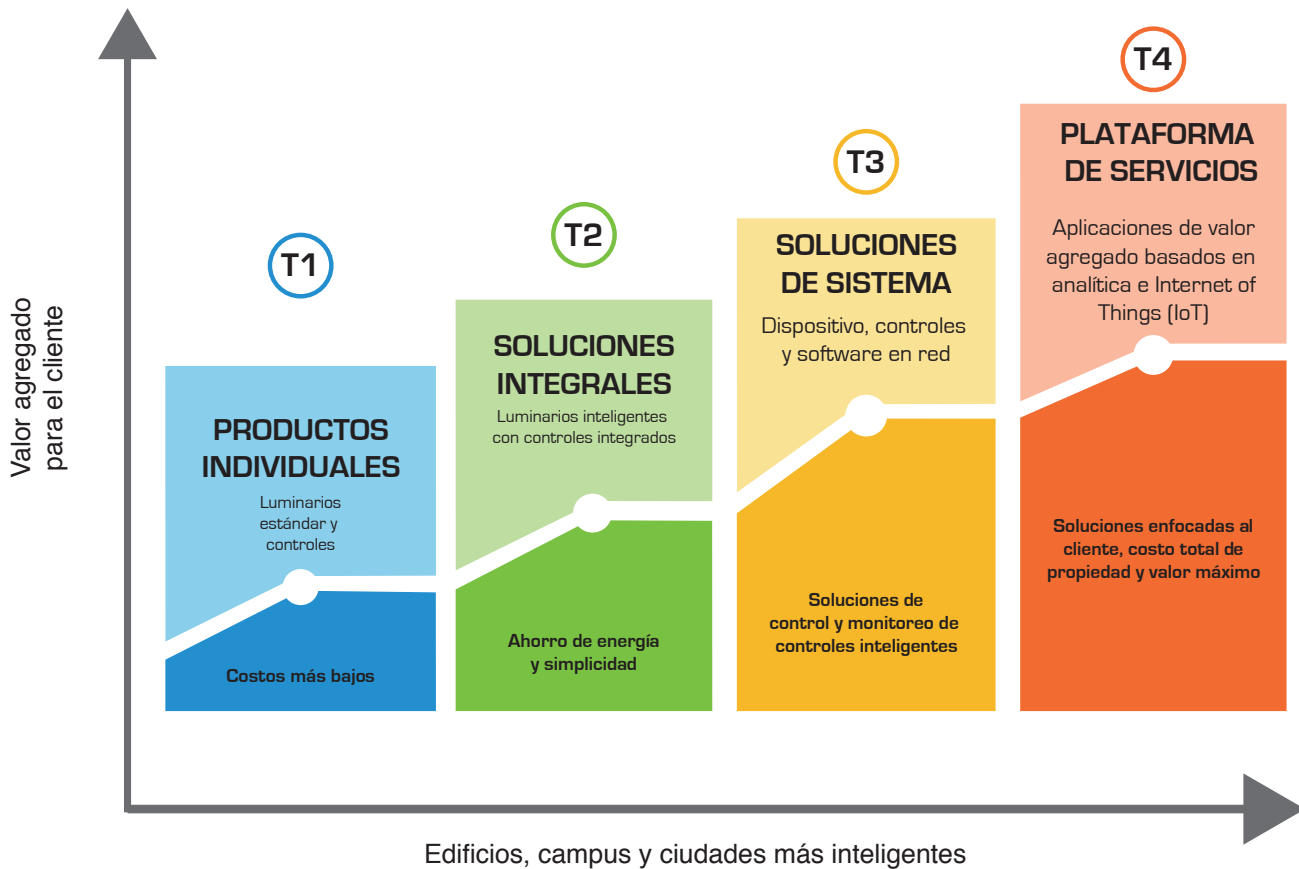 Valor agregado
para el cliente
T1
PRODUCTOS
INDIVIDUALES
Luminarios
estándar y
controles
Costos más bajos
T2
SOLUCIONES
INTEGRALES
Luminarios inteligentes
con controles integrados
Ahorro de energía
y simplicidad
T3
SOLUCIONES
DE SISTEMA
Dispositivo, controles
y software en red
Soluciones de
control y monitoreo de
controles inteligentes
T4
PLATAFORMA
DE SERVICIOS
Aplicaciones de valor
agregado basados en
analítica e Internet of
Things (IoT)
Soluciones enfocadas al
cliente, costo total de
propiedad y valor máximo
Edificios, campus y ciudades más inteligentes